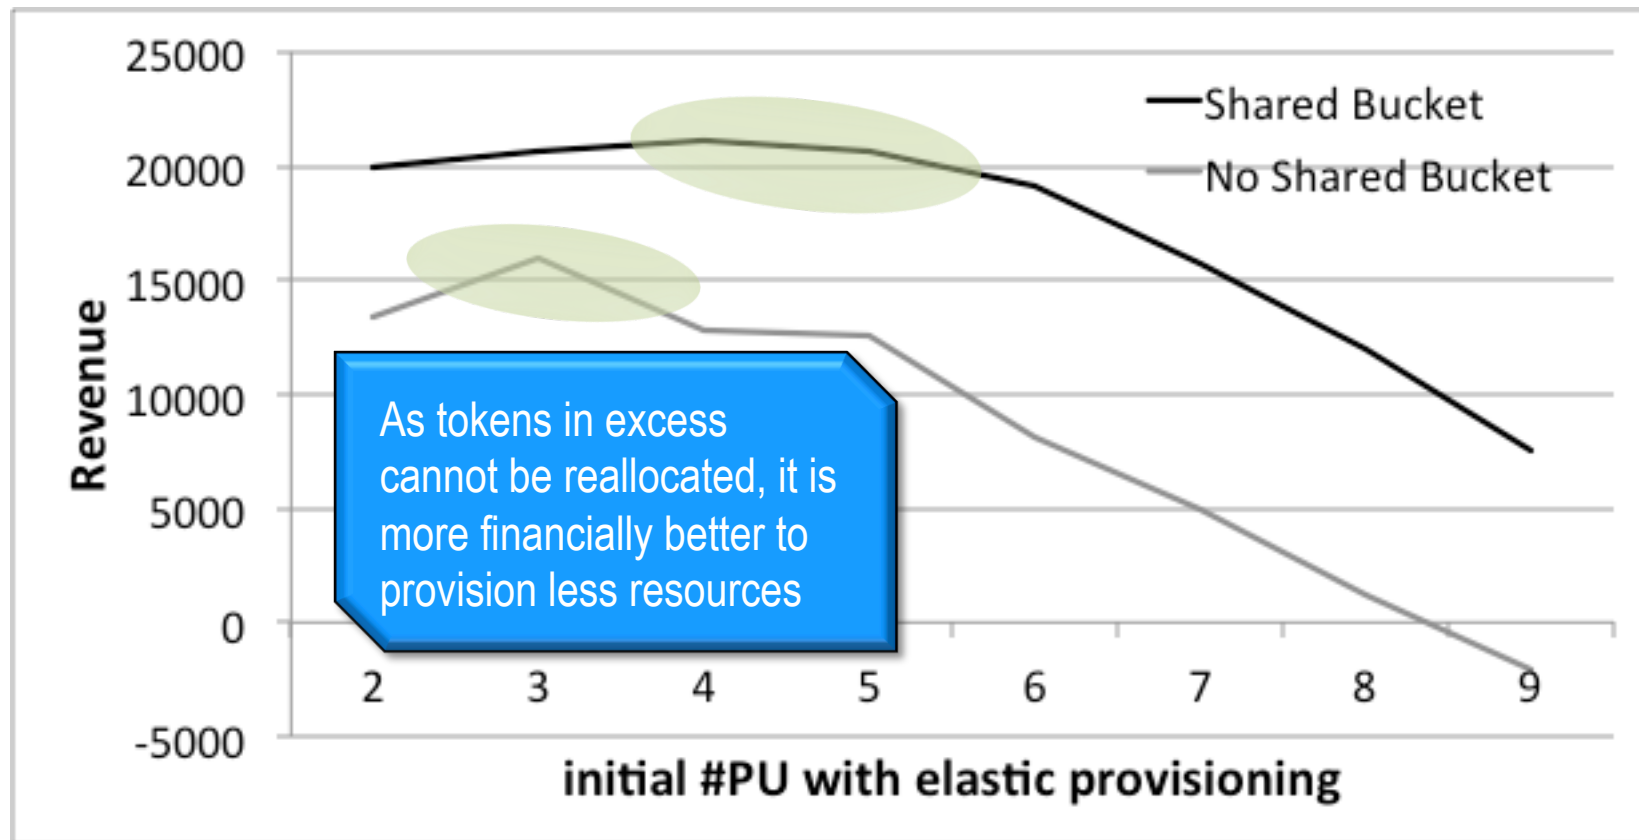 25000
20000
15000
10000
5000
0
-5000
Revenue
Shared Bucket
No Shared Bucket
As tokens in excess
cannot be reallocated, it is
more financially better to
provision less resources
2 3 4 5 6 7 8 9
initial #PU with elastic provisioning